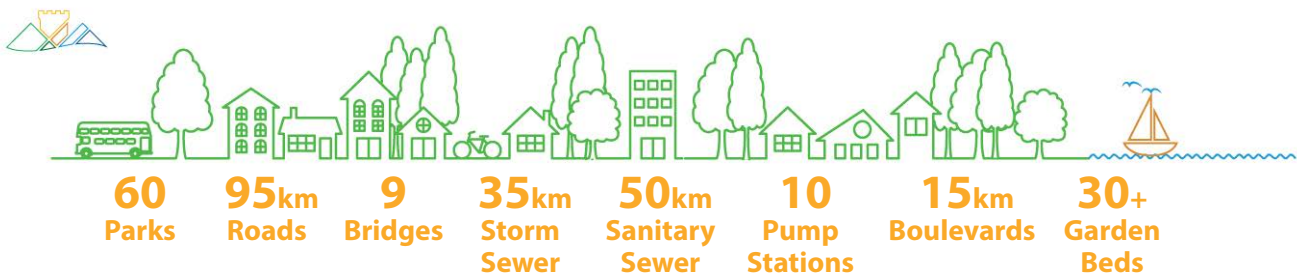 60
Parks
95km
Roads
9
Bridges
35km
Storm
Sewer
50km
Sanitary
Sewer
10
Pump
Stations
15km
Boulevards
30+
Garden
Beds